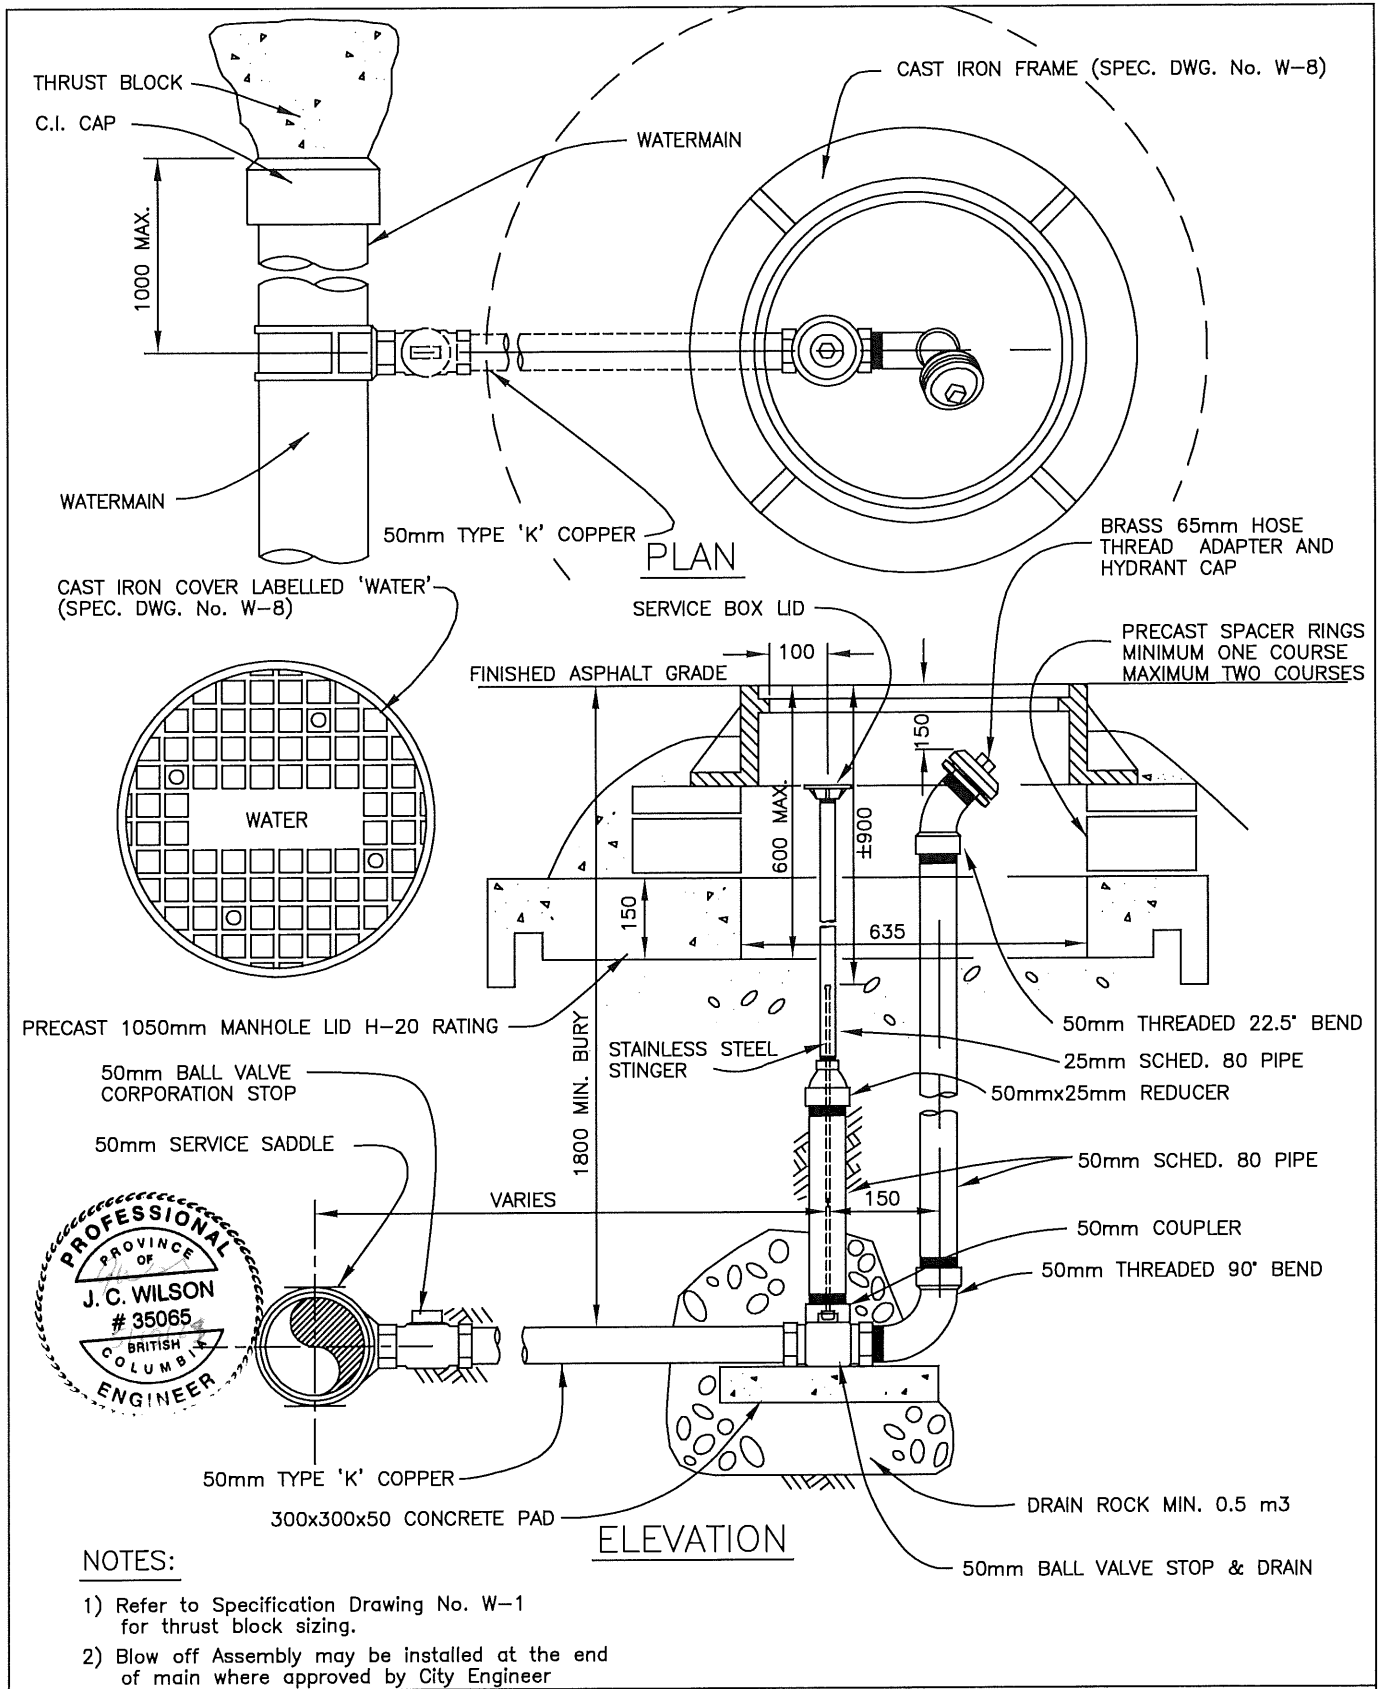 THRUST BLOCK
C.I. CAP
1000 MAX.
WATERMAIN
CAST IRON FRAME (SPEC. DWG. No. W-8)
WATERMAIN
50mm TYPE 'K' COPPER
PLAN
BRASS 65mm HOSE
THREAD ADAPTER AND
HYDRANT CAP
CAST IRON COVER LABELLED 'WATER'
(SPEC. DWG. No. W-8)
SERVICE BOX LID
PRECAST SPACER RINGS
MINIMUM ONE COURSE
MAXIMUM TWO COURSES
100
FINISHED ASPHALT GRADE
150
WATER
600 MAX.
±900
150
635
PRECAST 1050mm MANHOLE LID H-20 RATING
1800 MIN. BURY
STAINLESS STEEL
STINGER
50mm THREADED 22.5° BEND
25mm SCHED. 80 PIPE
50mmx25mm REDUCER
50mm BALL VALVE
CORPORATION STOP
50mm SERVICE SADDLE
50mm SCHED. 80 PIPE
VARIES
150
50mm COUPLER
50mm THREADED 90° BEND
PROFESSIONAL
PROVINCE
OF
J. C. WILSON
# 35065
BRITISH
COLUMBIA
ENGINEER
50mm TYPE 'K' COPPER
300x300x50 CONCRETE PAD
DRAIN ROCK MIN. 0.5 m3
ELEVATION
50mm BALL VALVE STOP & DRAIN
NOTES:
1) Refer to Specification Drawing No. W-1
for thrust block sizing.
2) Blow off Assembly may be installed at the end
of main where approved by City Engineer